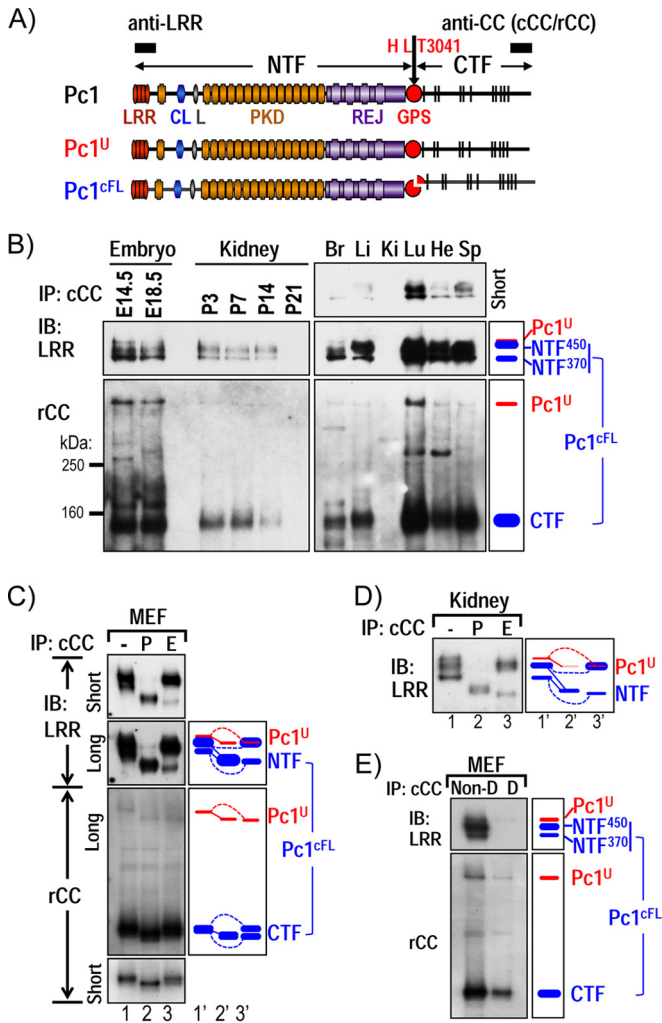 A)
anti-LRR
anti-CC (cCC/rCC)
H L T3041
NTF
CTF
Pc1
LRR CL L PKD REJ GPS
Pc1U
Pc1cFL
B)
Embryo Kidney Br Li Ki Lu He Sp
IP: cCC
E14.5 E18.5 P3 P7 P14 P21
Short
IB:
LRR
Pc1U
NTF450
NTF370
rCC
Pc1U
Pc1cFL
kDa:
250
160
CTF
C)
MEF
IP: cCC - P E
IB:
LRR
Short
Long
Pc1U
NTF
Long
Pc1U
Pc1cFL
rCC
CTF
Short
1 2 3 1' 2' 3'
D)
Kidney
IP: cCC - P E
IB:
LRR
Pc1U
NTF
1 2 3 1' 2' 3'
E)
MEF
IP: cCC Non-D D
IB:
LRR
Pc1U
NTF450
NTF370
Pc1U
Pc1cFL
rCC
CTF